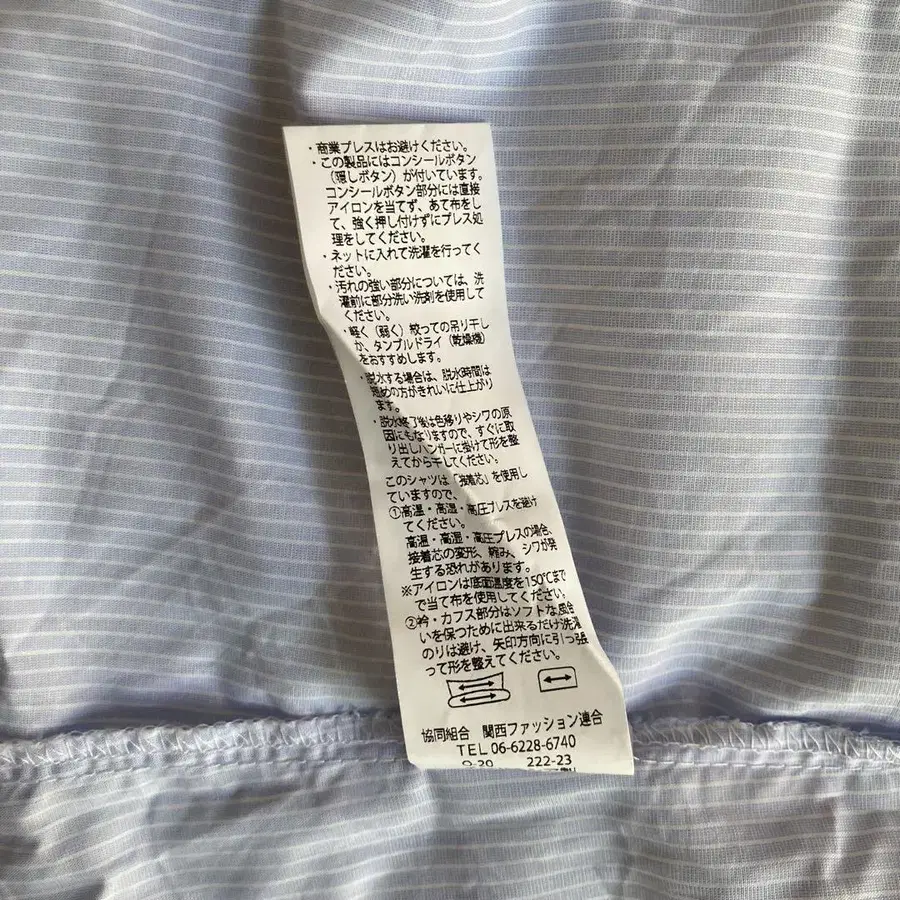 ・商業プレスはお避けください。
・この製品にはコンシールボタン
（隠しボタン）が付いています。
コンシールボタン部分には直接
アイロンを当てず、あて布をし
て、強く押し付けずにプレス処
理をしてください。
・ネットに入れて洗濯を行ってく
ださい。
・汚れの強い部分については、洗
濯前に部分洗い洗剤を使用して
ください。
・軽く（弱く）絞っての吊り干し
か、タンブルドライ（乾燥機）
をおすすめします。
・脱水する場合は、脱水時間は
短めの方がきれいに仕上がり
ます。
・脱水終了後は色移りやシワの原
因にもなりますので、すぐに取
り出しハンガーに掛けて形を整
えてから干してください。
このシャツは「接着芯」を使用し
ていますので、
①高温・高湿・高圧プレスを避け
てください。
高温・高湿・高圧プレスの場合、
接着芯の変形、縮み、シワが発
生する恐れがあります。
※アイロンは底面温度を150℃まで
で当て布を使用してください。
②衿・カフス部分はソフトな風合
いを保つために出来るだけ洗濯
のりは避け、矢印方向に引っ張
って形を整えてください。
協同組合 関西ファッション連合
TEL 06-6228-6740
222-23